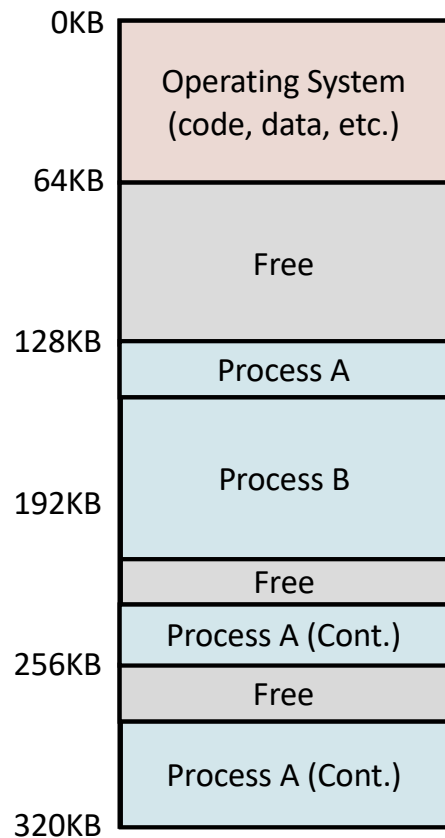 0KB
Operating System
(code, data, etc.)
64KB
Free
128KB
Process A
Process B
192KB
Free
Process A (Cont.)
256KB
Free
Process A (Cont.)
320KB